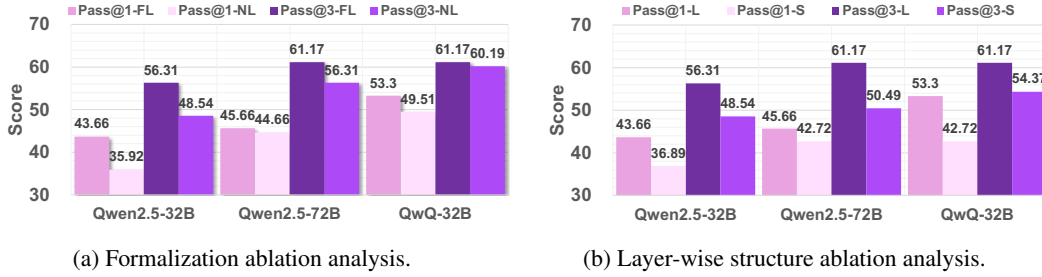 Pass@1-FL Pass@1-NL Pass@3-FL Pass@3-NL
70
60
50
40
30
Score
43.66 35.92 56.31 48.54
45.66 44.66 61.17 56.31
53.3 49.51 61.17 60.19
Qwen2.5-32B Qwen2.5-72B QwQ-32B
(a) Formalization ablation analysis.
Pass@1-L Pass@1-S Pass@3-L Pass@3-S
70
60
50
40
30
Score
43.66 36.89 56.31 48.54
45.66 42.72 61.17 50.49
53.3 42.72 61.17 54.37
Qwen2.5-32B Qwen2.5-72B QwQ-32B
(b) Layer-wise structure ablation analysis.